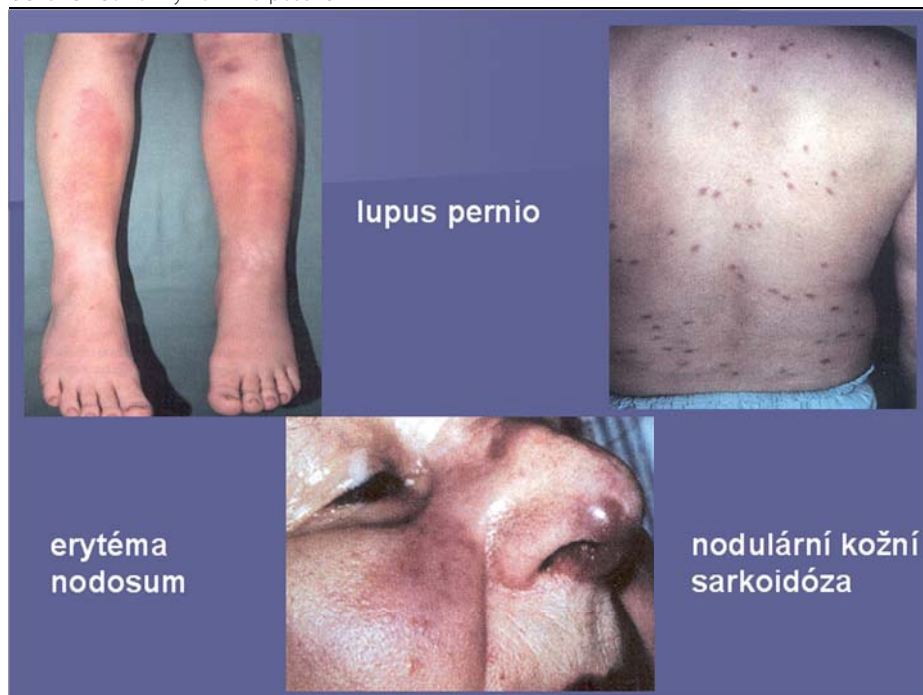 lupus pernio
erytéma
nodosum
nodulární kožní
sarkoidóza